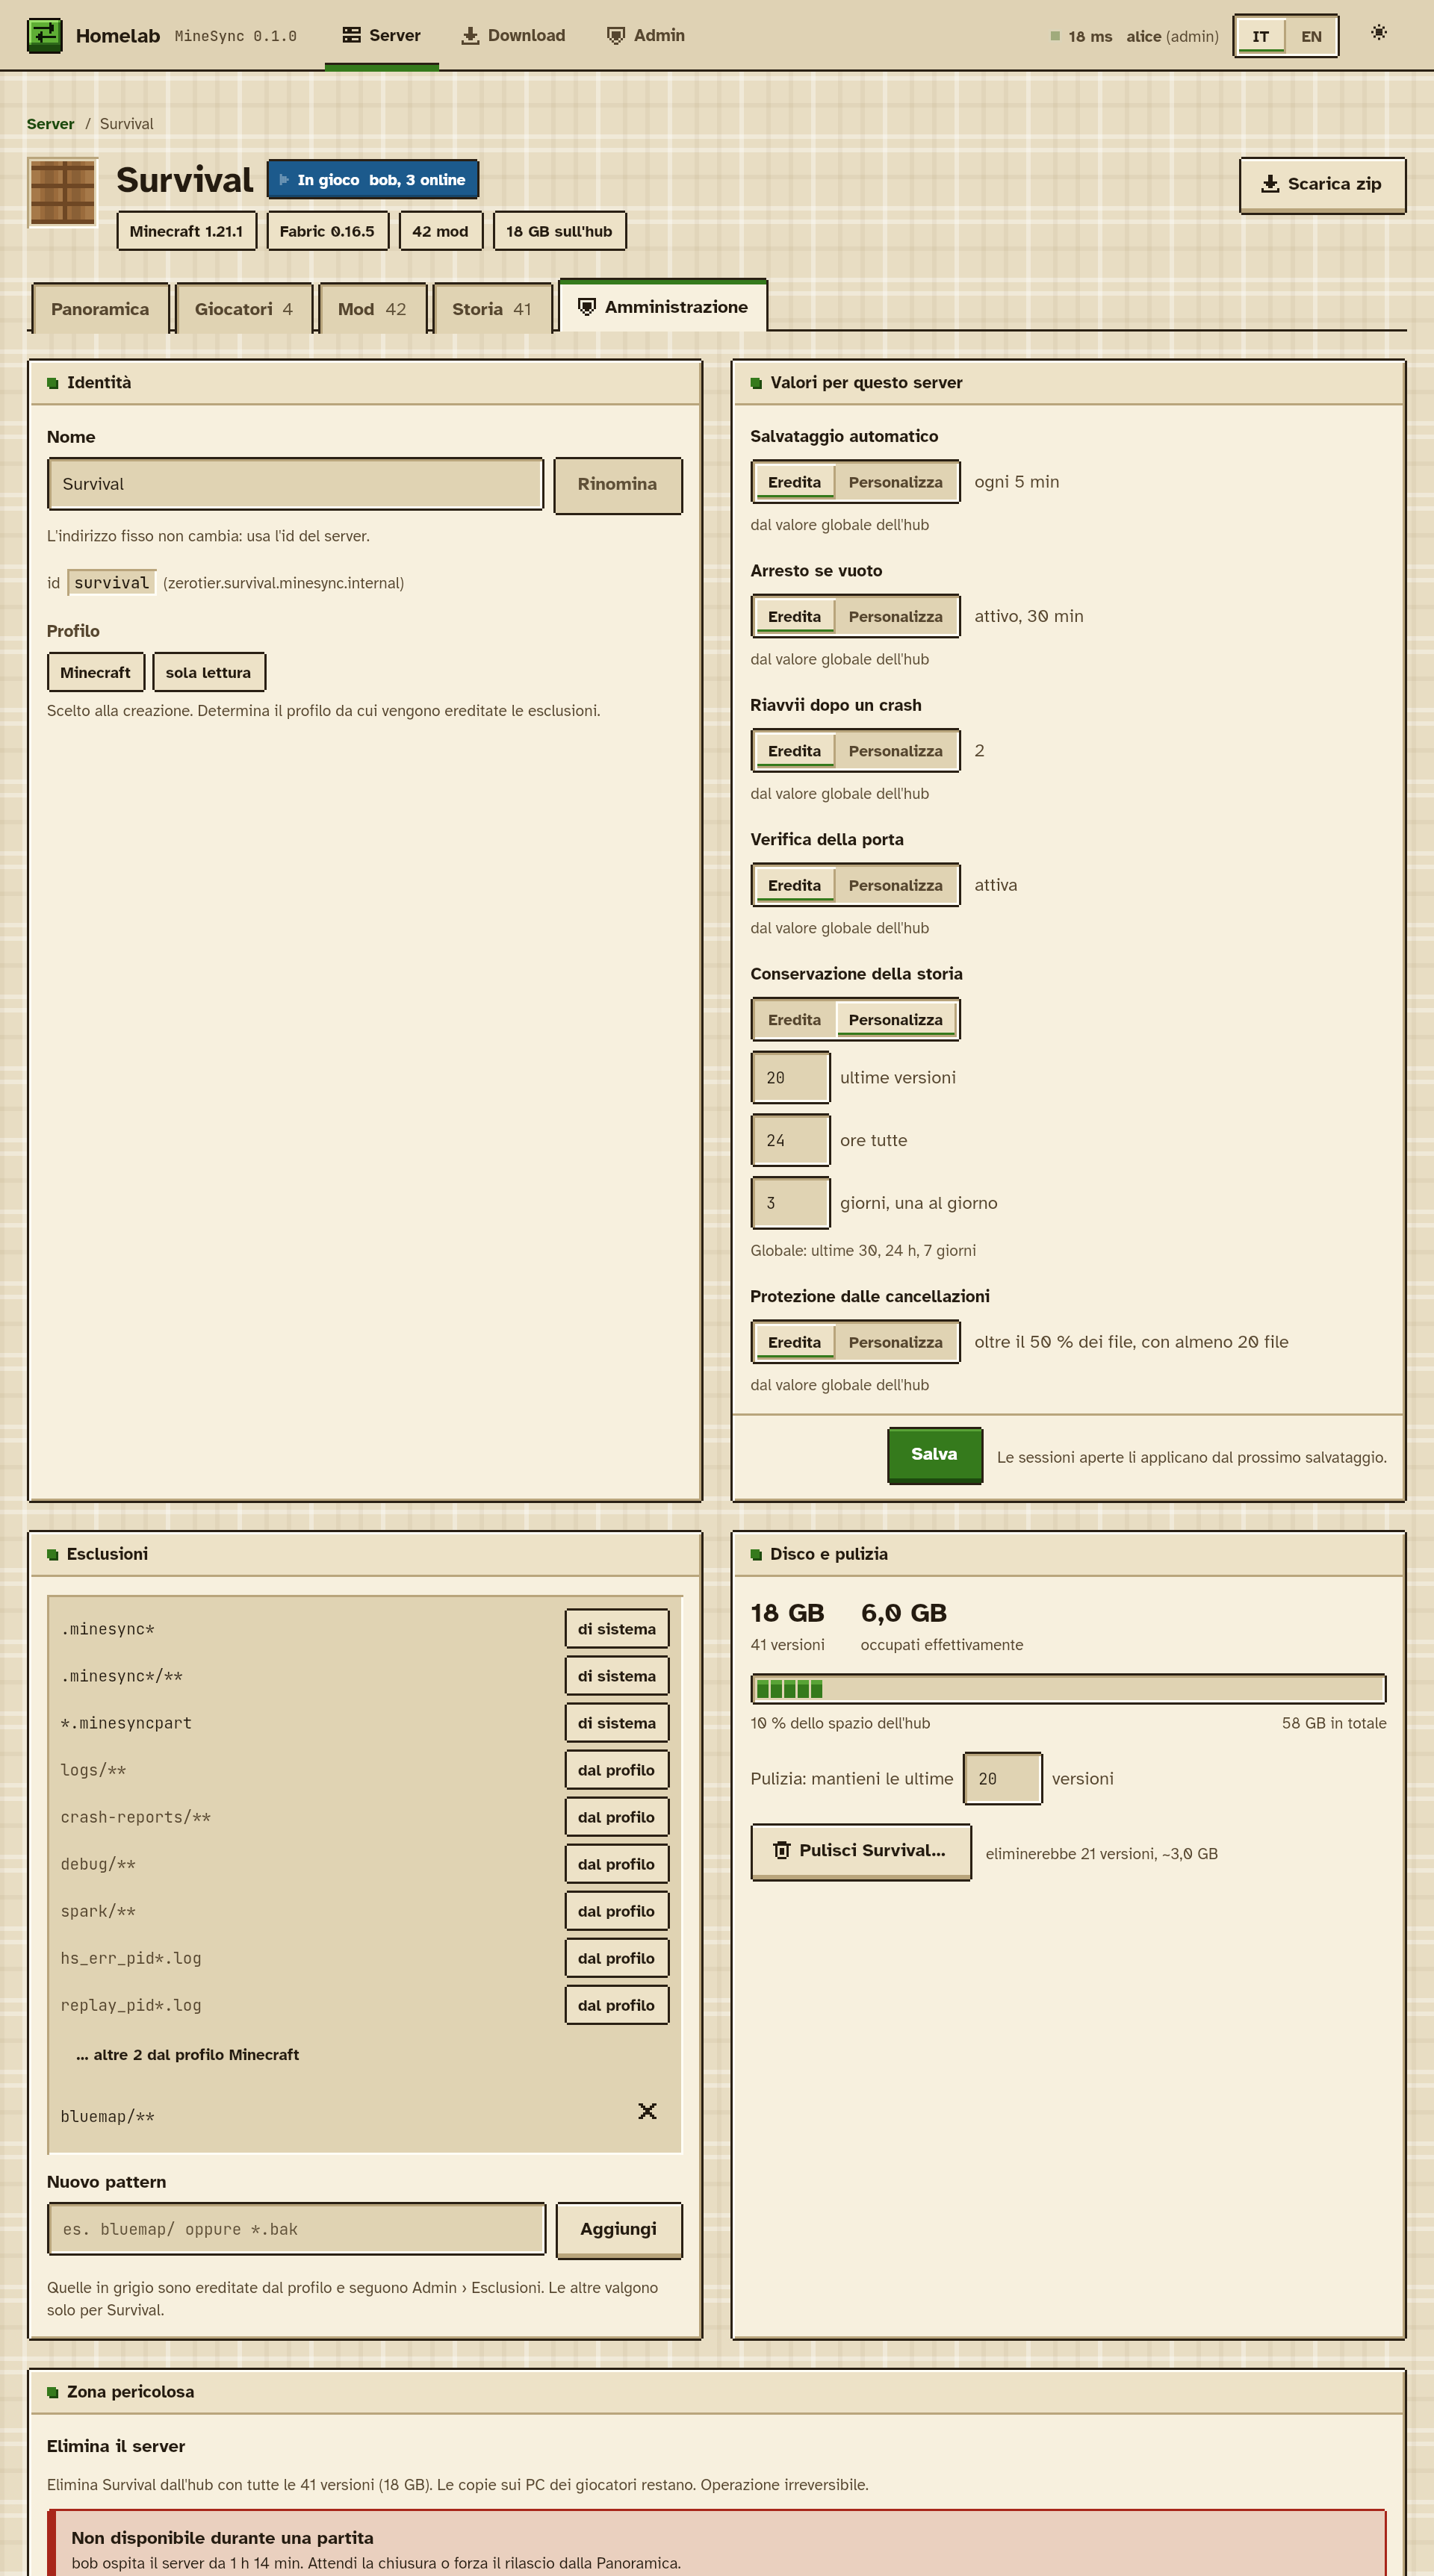 Homelab MineSync 0.1.0 Server Download Admin 18 ms alice (admin) IT EN
Server / Survival
Survival In gioco bob, 3 online Scarica zip
Minecraft 1.21.1 Fabric 0.16.5 42 mod 18 GB sull'hub
Panoramica Giocatori 4 Mod 42 Storia 41 Amministrazione
Identità
Nome
Survival Rinomina
L'indirizzo fisso non cambia: usa l'id del server.
id survival (zerotier.survival.minesync.internal)
Profilo
Minecraft sola lettura
Scelto alla creazione. Determina il profilo da cui vengono ereditate le esclusioni.
Valori per questo server
Salvataggio automatico
Eredita Personalizza ogni 5 min
dal valore globale dell'hub
Arresto se vuoto
Eredita Personalizza attivo, 30 min
dal valore globale dell'hub
Riavvii dopo un crash
Eredita Personalizza 2
dal valore globale dell'hub
Verifica della porta
Eredita Personalizza attiva
dal valore globale dell'hub
Conservazione della storia
Eredita Personalizza
20 ultime versioni
24 ore tutte
3 giorni, una al giorno
Globale: ultime 30, 24 h, 7 giorni
Protezione dalle cancellazioni
Eredita Personalizza oltre il 50 % dei file, con almeno 20 file
dal valore globale dell'hub
Salva Le sessioni aperte li applicano dal prossimo salvataggio.
Esclusioni
.minesync* di sistema
.minesync*/** di sistema
*.minesyncpart di sistema
logs/** dal profilo
crash-reports/** dal profilo
debug/** dal profilo
spark/** dal profilo
hs_err_pid*.log dal profilo
replay_pid*.log dal profilo
... altre 2 dal profilo Minecraft
bluemap/**
Nuovo pattern
es. bluemap/ oppure *.bak Aggiungi
Quelle in grigio sono ereditate dal profilo e seguono Admin › Esclusioni. Le altre valgono
solo per Survival.
Disco e pulizia
18 GB 6,0 GB
41 versioni occupati effettivamente
10 % dello spazio dell'hub 58 GB in totale
Pulizia: mantieni le ultime 20 versioni
Pulisci Survival... eliminerebbe 21 versioni, ~3,0 GB
Zona pericolosa
Elimina il server
Elimina Survival dall'hub con tutte le 41 versioni (18 GB). Le copie sui PC dei giocatori restano. Operazione irreversibile.
Non disponibile durante una partita
bob ospita il server da 1 h 14 min. Attendi la chiusura o forza il rilascio dalla Panoramica.